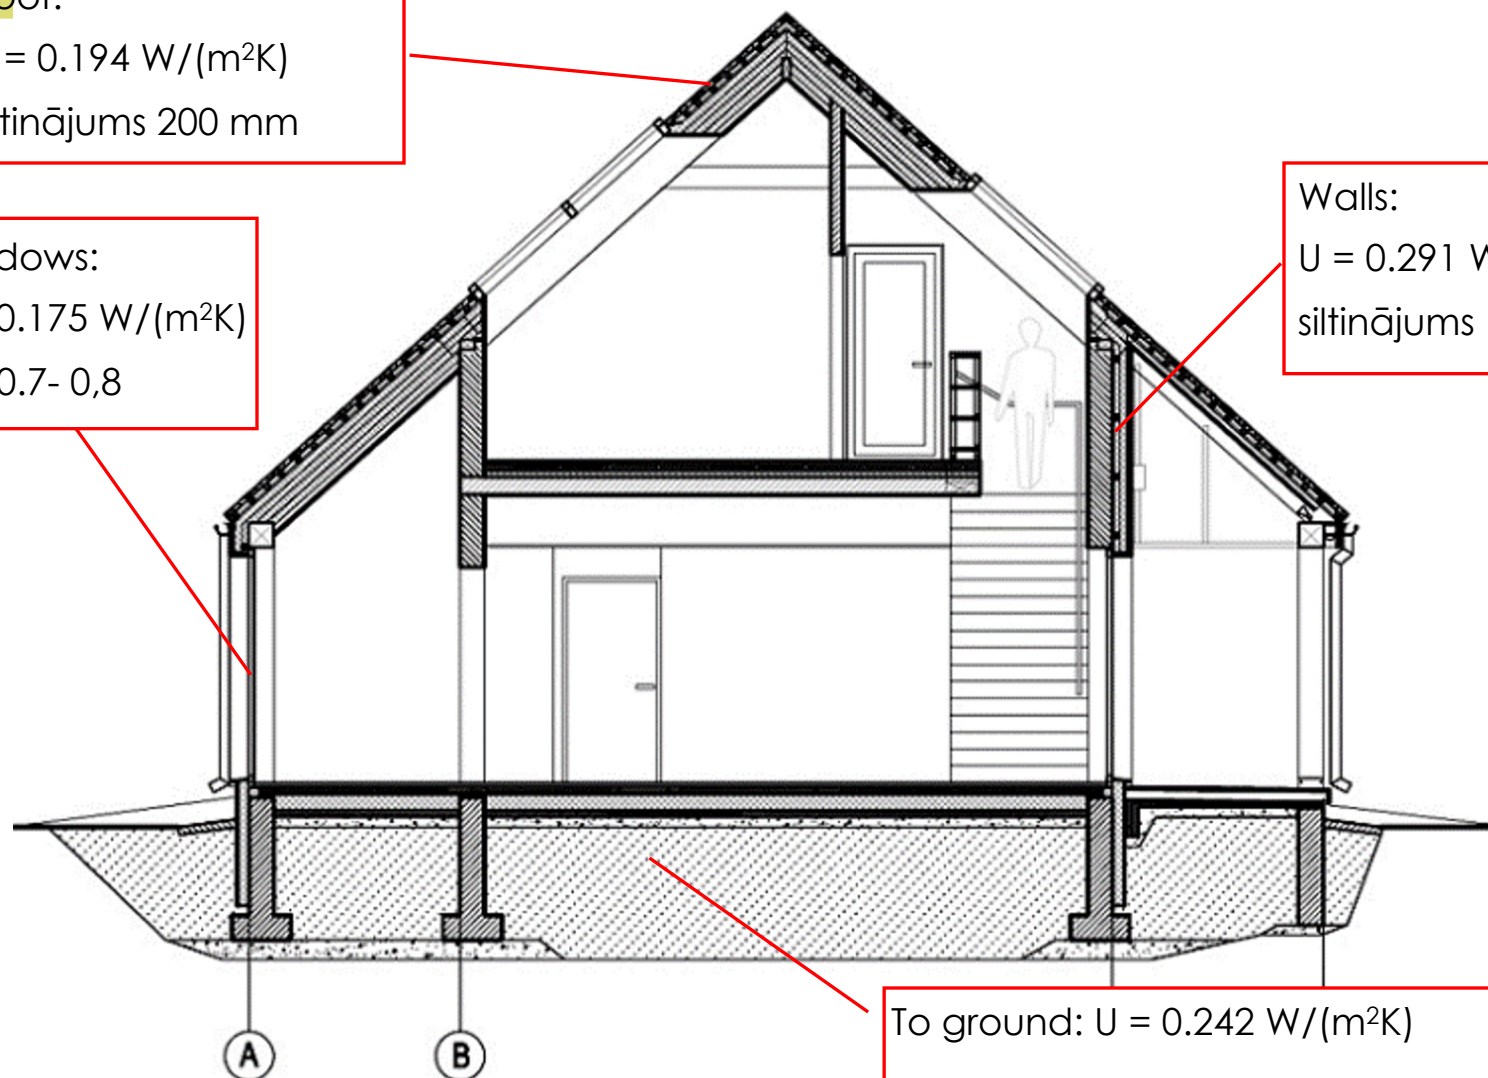 oof:
= 0.194 W/(m²K)
tinājums 200 mm
dows:
0.175 W/(m²K)
0.7- 0,8
Walls:
U = 0.291 W
siltinājums
To ground: U = 0.242 W/(m²K)
A
B